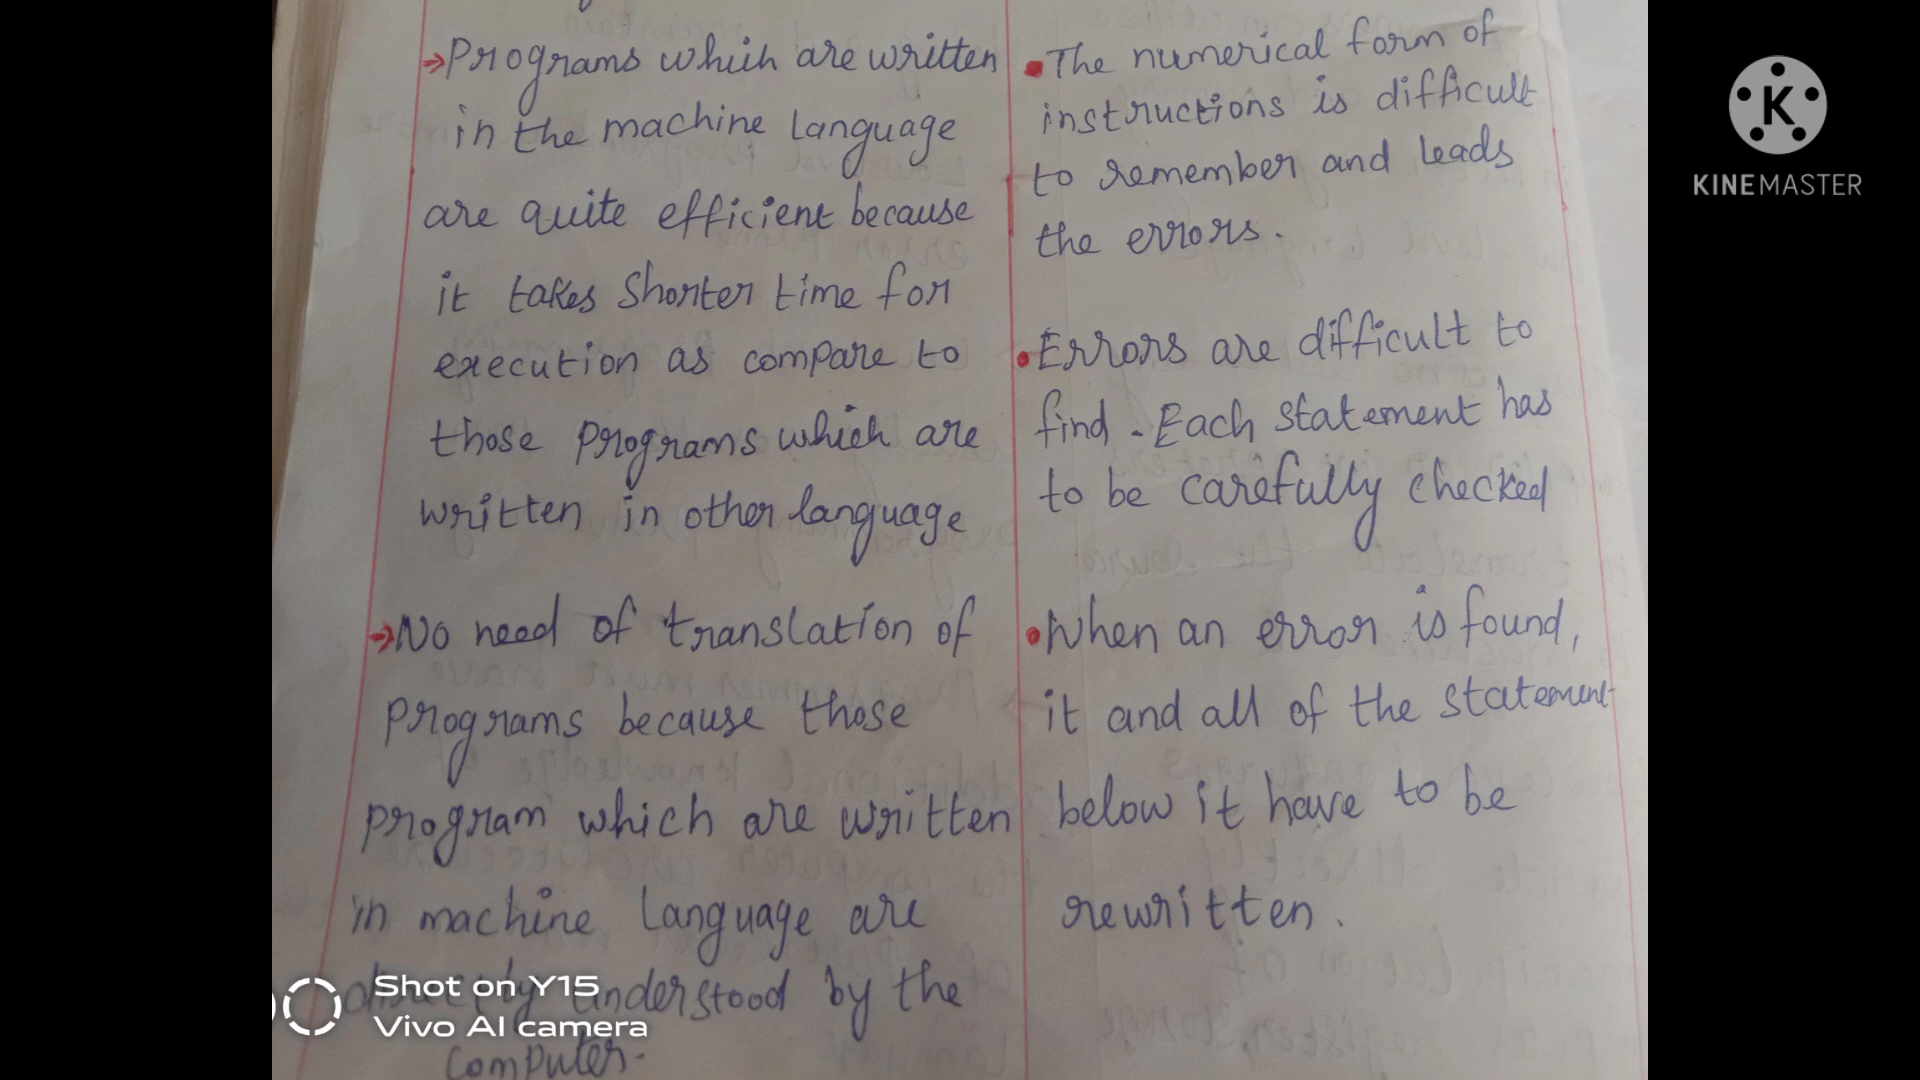 →Programs which are written
in the machine language
are quite efficient because
it takes shorter time for
execution as compare to
those programs which are
written in other language
→No need of translation of
programs because those
program which are written
in machine language are
directly understood by the
computer.
•The numerical form of
instructions is difficult
to remember and leads
the errors.
•Errors are difficult to
find. Each statement has
to be carefully checked
•When an error is found,
it and all of the statement
below it have to be
rewritten.
K
KINEMASTER
Shot on Y15
Vivo AI camera